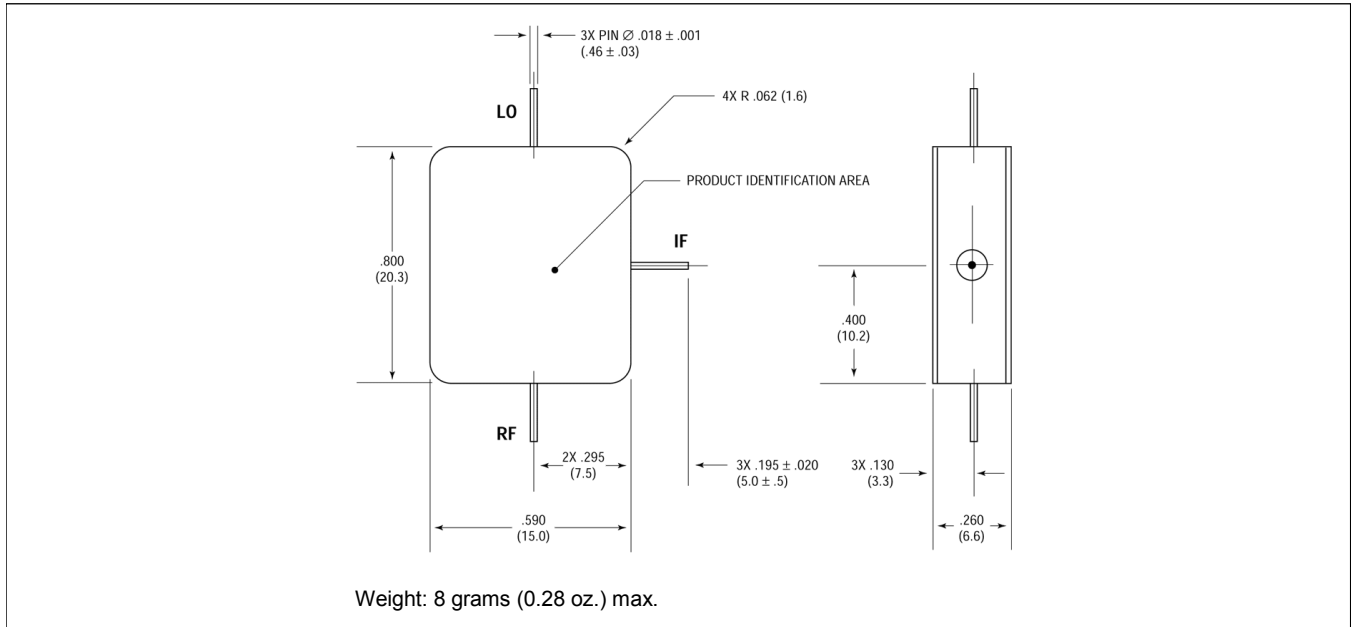 3X PIN Ø .018 ± .001
(.46 ± .03)
LO
4X R .062 (1.6)
PRODUCT IDENTIFICATION AREA
IF
.800
(20.3)
.400
(10.2)
RF
2X .295
(7.5)
3X .195 ± .020
(5.0 ± .5)
3X .130
(3.3)
.590
(15.0)
.260
(6.6)
Weight: 8 grams (0.28 oz.) max.